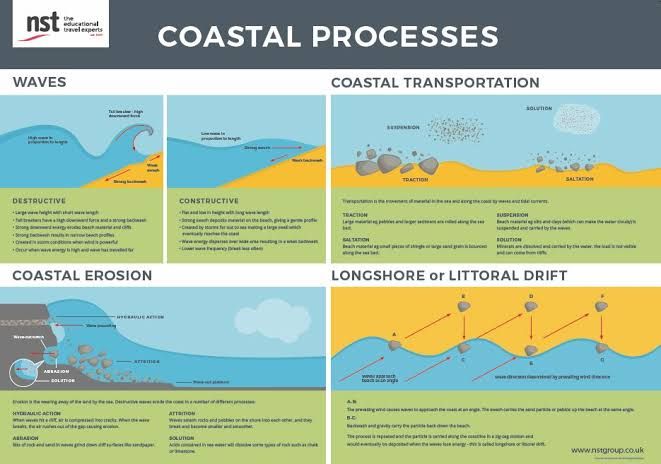 nst
the
educational
travel experts
COASTAL PROCESSES
WAVES
High wave in
proportion to length
Tall breaker - high
downward force
Weak
swash
Strong backwash
Low wave in
proportion to length
Strong swash
Weak backwash
DESTRUCTIVE
• Large wave height with short wave length
• Tall breakers have a high downward force and a strong backwash
• Strong downward energy erodes beach material and cliffs
• Strong backwash results in narrow beach profiles
• Created in storm conditions when wind is powerful
• Occur when wave energy is high and wave has travelled far
CONSTRUCTIVE
• Flat and low in height with long wave length
• Strong swash deposits material on the beach, giving a gentle profile
• Created by storms far out to sea making a large swell which
eventually reaches the coast
• Wave energy disperses over wide area resulting in a weak backwash
• Lower wave frequency (break less often)
COASTAL TRANSPORTATION
SUSPENSION
SOLUTION
TRACTION
SALTATION
Transportation is the movement of material in the sea and along the coast by waves and tidal currents.
TRACTION
Large material eg pebbles and larger sediment are rolled along the sea
bed.
SUSPENSION
Beach material eg silts and clays (which can make the water cloudy) is
suspended and carried by the waves.
SALTATION
Beach material eg small pieces of shingle or large sand grain is bounced
along the sea bed.
SOLUTION
Minerals are dissolved and carried by the water, the load is not visible
and can come from cliffs.
COASTAL EROSION
HYDRAULIC ACTION
Wave pounding
Wave-cut notch
ATTRITION
ABRASION
SOLUTION
Wave-cut platform
Erosion is the wearing away of the land by the sea. Destructive waves erode the coast in a number of different processes:
HYDRAULIC ACTION
When waves hit a cliff, air is compressed into cracks. When the wave
breaks, the air rushes out of the gap causing erosion.
ATTRITION
Waves smash rocks and pebbles on the shore into each other, and they
break and become smaller and smoother.
ABRASION
Bits of rock and sand in waves grind down cliff surfaces like sandpaper.
SOLUTION
Acids contained in sea water will dissolve some types of rock such as chalk
or limestone.
LONGSHORE or LITTORAL DRIFT
B
D
F
A
C
E
G
waves approach
beach at an angle
wave direction determined by prevailing wind direction
A-B:
The prevailing wind causes waves to approach the coast at an angle. The swash carries the sand particle or pebble up the beach at the same angle.
B-C:
Backwash and gravity carry the particle back down the beach.
The process is repeated and the particle is carried along the coastline in a zig-zag motion and
would eventually be deposited when the waves lose energy - this is called longshore or littoral drift.
www.nstgroup.co.uk